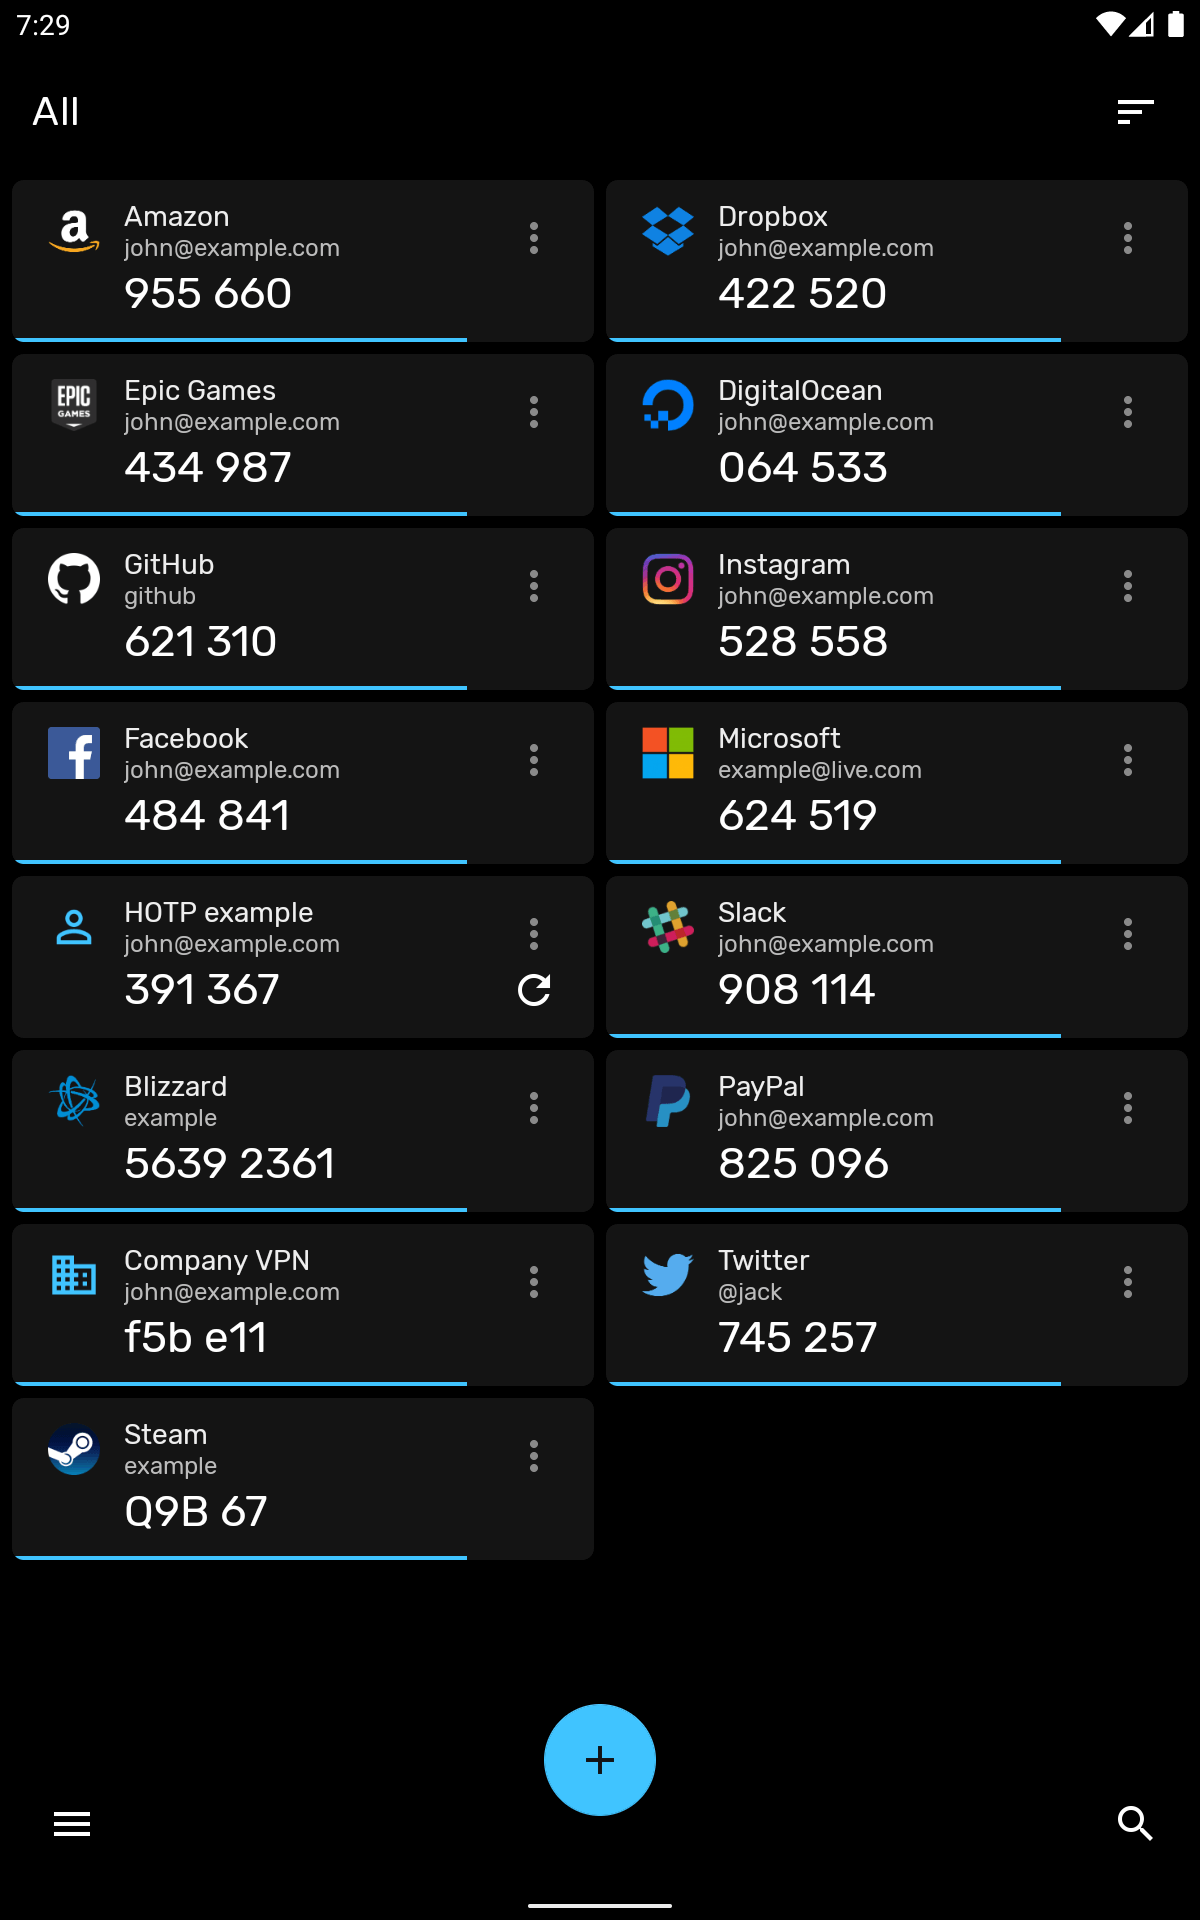 7:29
All
Amazon
john@example.com
955 660
Dropbox
john@example.com
422 520
EPIC
GAMES
Epic Games
john@example.com
434 987
DigitalOcean
john@example.com
064 533
GitHub
github
621 310
Instagram
john@example.com
528 558
Facebook
john@example.com
484 841
Microsoft
example@live.com
624 519
HOTP example
john@example.com
391 367
Slack
john@example.com
908 114
Blizzard
example
5639 2361
PayPal
john@example.com
825 096
Company VPN
john@example.com
f5b e11
Twitter
@jack
745 257
Steam
example
Q9B 67